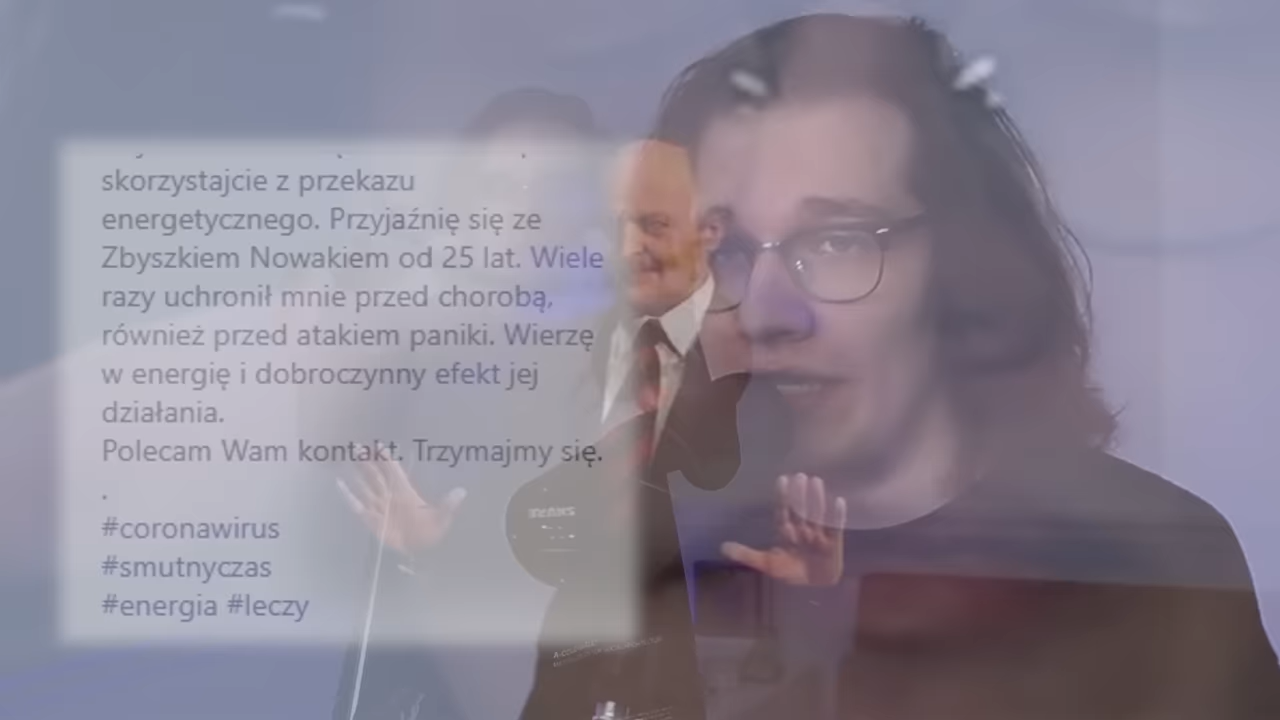 skorzystajcie z przekazu
energetycznego. Przyjaźnię się ze
Zbyszkiem Nowakiem od 25 lat. Wiele
razy uchronił mnie przed chorobą,
również przed atakiem paniki. Wierzę
w energię i dobroczynny efekt jej
działania.
Polecam Wam kontakt. Trzymajmy się.
.
#coronawirus
#smutnyczas
#energia #leczy